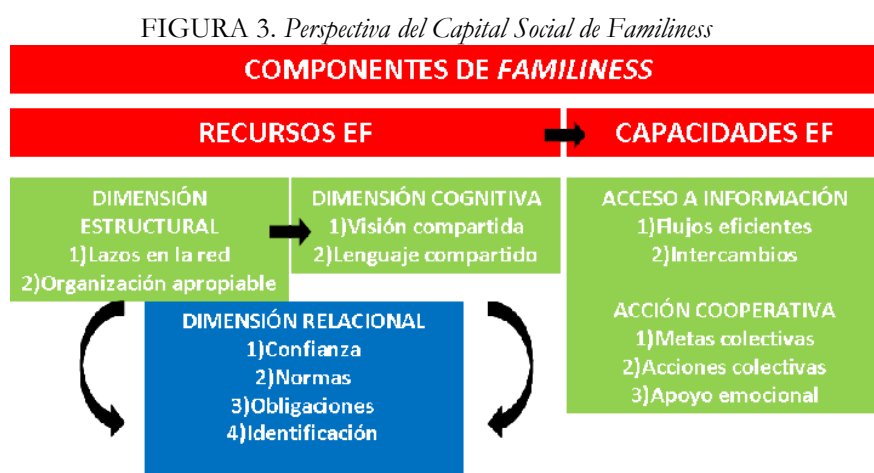 FIGURA 3. Perspectiva del Capital Social de Familiness
COMPONENTES DE FAMILINESS
RECURSOS EF
CAPACIDADES EF
DIMENSIÓN
ESTRUCTURAL
1)Lazos en la red
2)Organización apropiable
DIMENSIÓN COGNITIVA
1)Visión compartida
2)Lenguaje compartido
DIMENSIÓN RELACIONAL
1)Confianza
2)Normas
3)Obligaciones
4)Identificación
ACCESO A INFORMACIÓN
1)Flujos eficientes
2)Intercambios
ACCIÓN COOPERATIVA
1)Metas colectivas
2)Acciones colectivas
3)Apoyo emocional